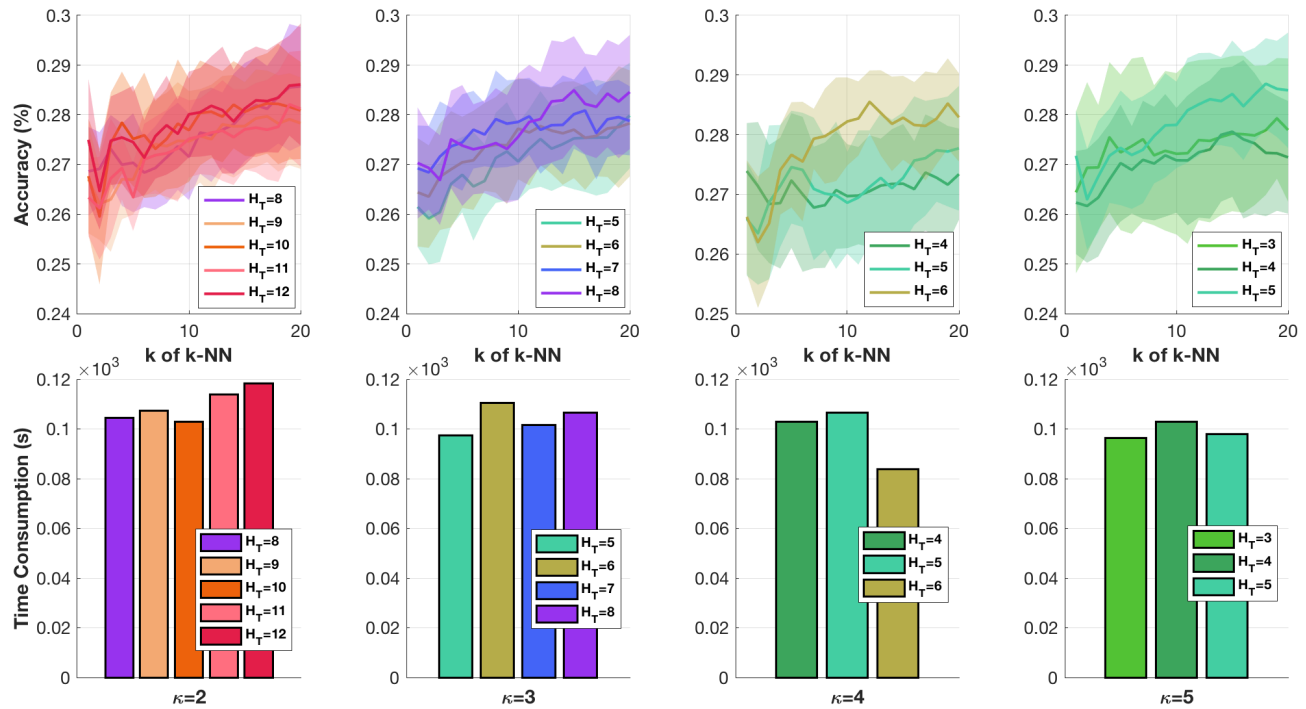 Accuracy (%)
0.3
0.29
0.28
0.27
0.26
0.25
0.24
0
10
20
k of k-NN
H_T=8
H_T=9
H_T=10
H_T=11
H_T=12
0.3
0.29
0.28
0.27
0.26
0.25
0.24
0
10
20
k of k-NN
H_T=5
H_T=6
H_T=7
H_T=8
0.3
0.29
0.28
0.27
0.26
0.25
0
10
20
k of k-NN
H_T=4
H_T=5
H_T=6
0.3
0.29
0.28
0.27
0.26
0.25
0.24
0
10
20
k of k-NN
H_T=3
H_T=4
H_T=5
Time Consumption (s)
×10³
0.12
0.1
0.08
0.06
0.04
0.02
0
H_T=8
H_T=9
H_T=10
H_T=11
H_T=12
κ=2
×10³
0.12
0.1
0.08
0.06
0.04
0.02
0
H_T=5
H_T=6
H_T=7
H_T=8
κ=3
×10³
0.12
0.1
0.08
0.06
0.04
0.02
0
H_T=4
H_T=5
H_T=6
κ=4
×10³
0.12
0.1
0.08
0.06
0.04
0.02
0
H_T=3
H_T=4
H_T=5
κ=5